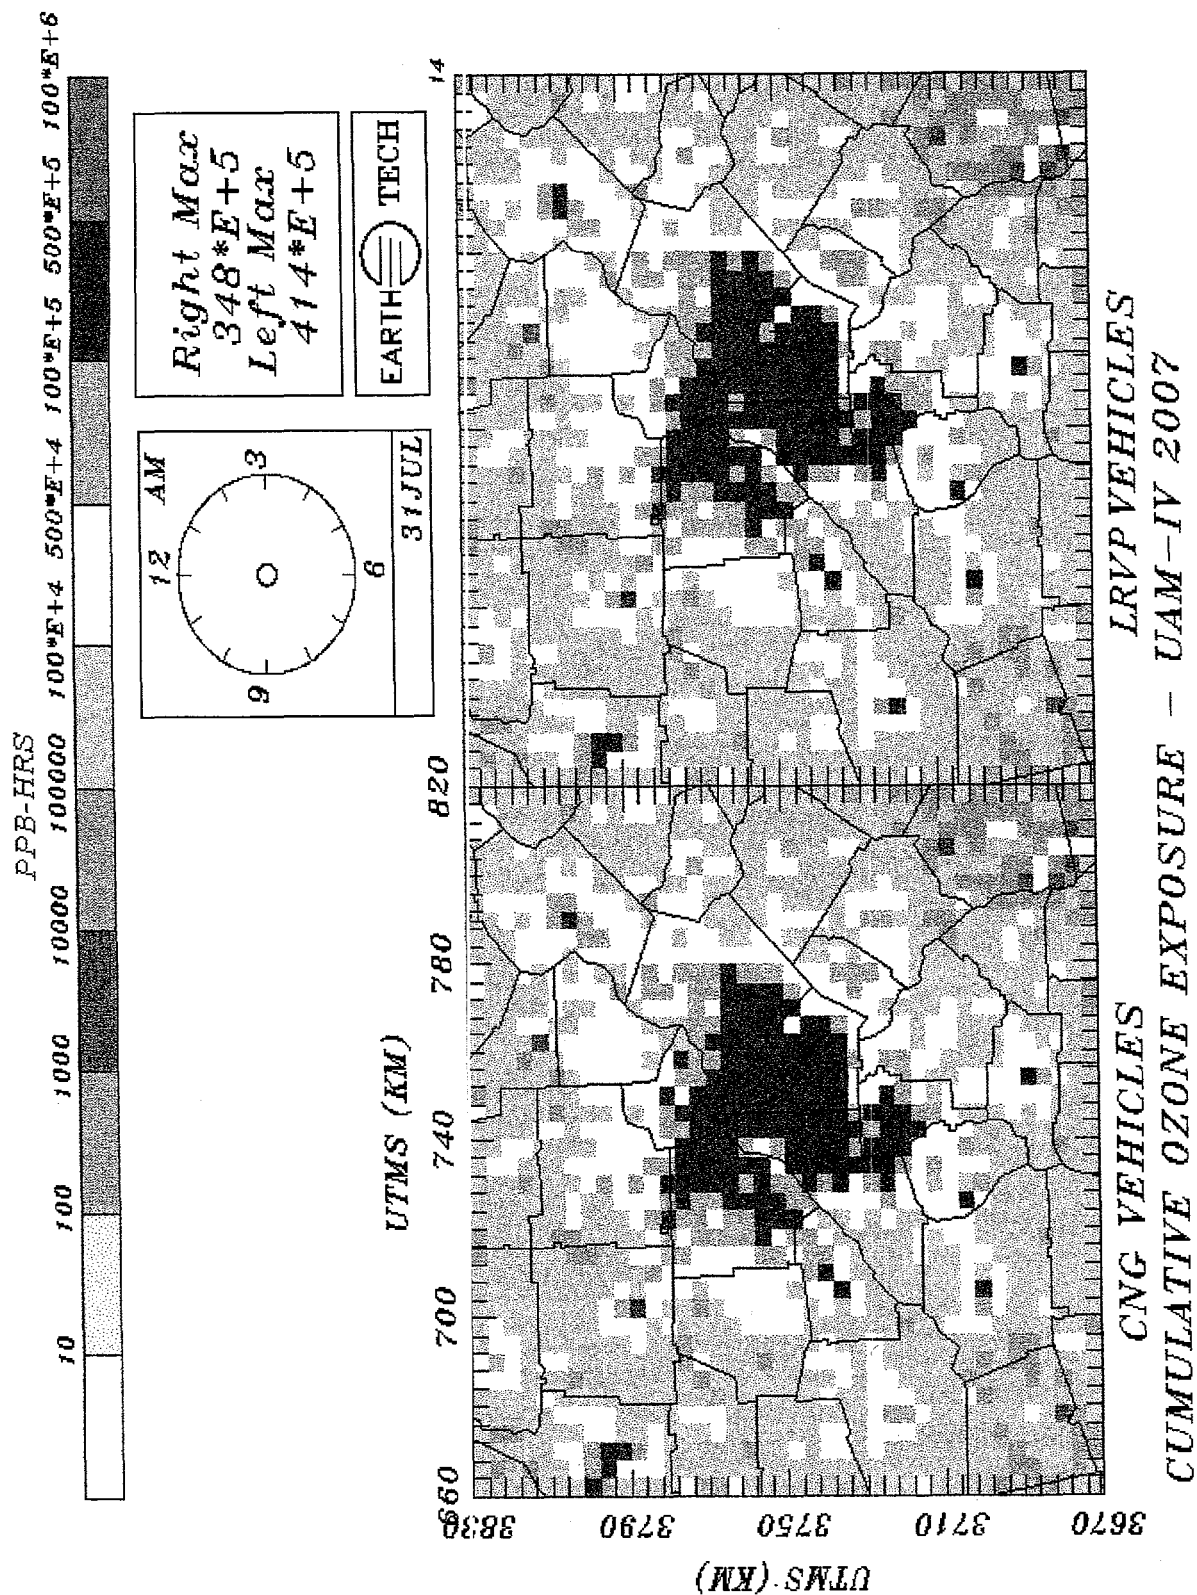 PPB-HRS
10 100 1000 10000 100000 100*E+4 500*E+4 100*E+5 500*E+5 100*E+6
12 AM
3
6
9
31JUL
Right Max
348*E+5
Left Max
414*E+5
EARTH TECH
UTMS (KM)
660 700 740 780 820 14
UTMS (KM)
3830
3790
3750
3710
3670
CNG VEHICLES LRVP VEHICLES
CUMULATIVE OZONE EXPOSURE - UAM-IV 2007